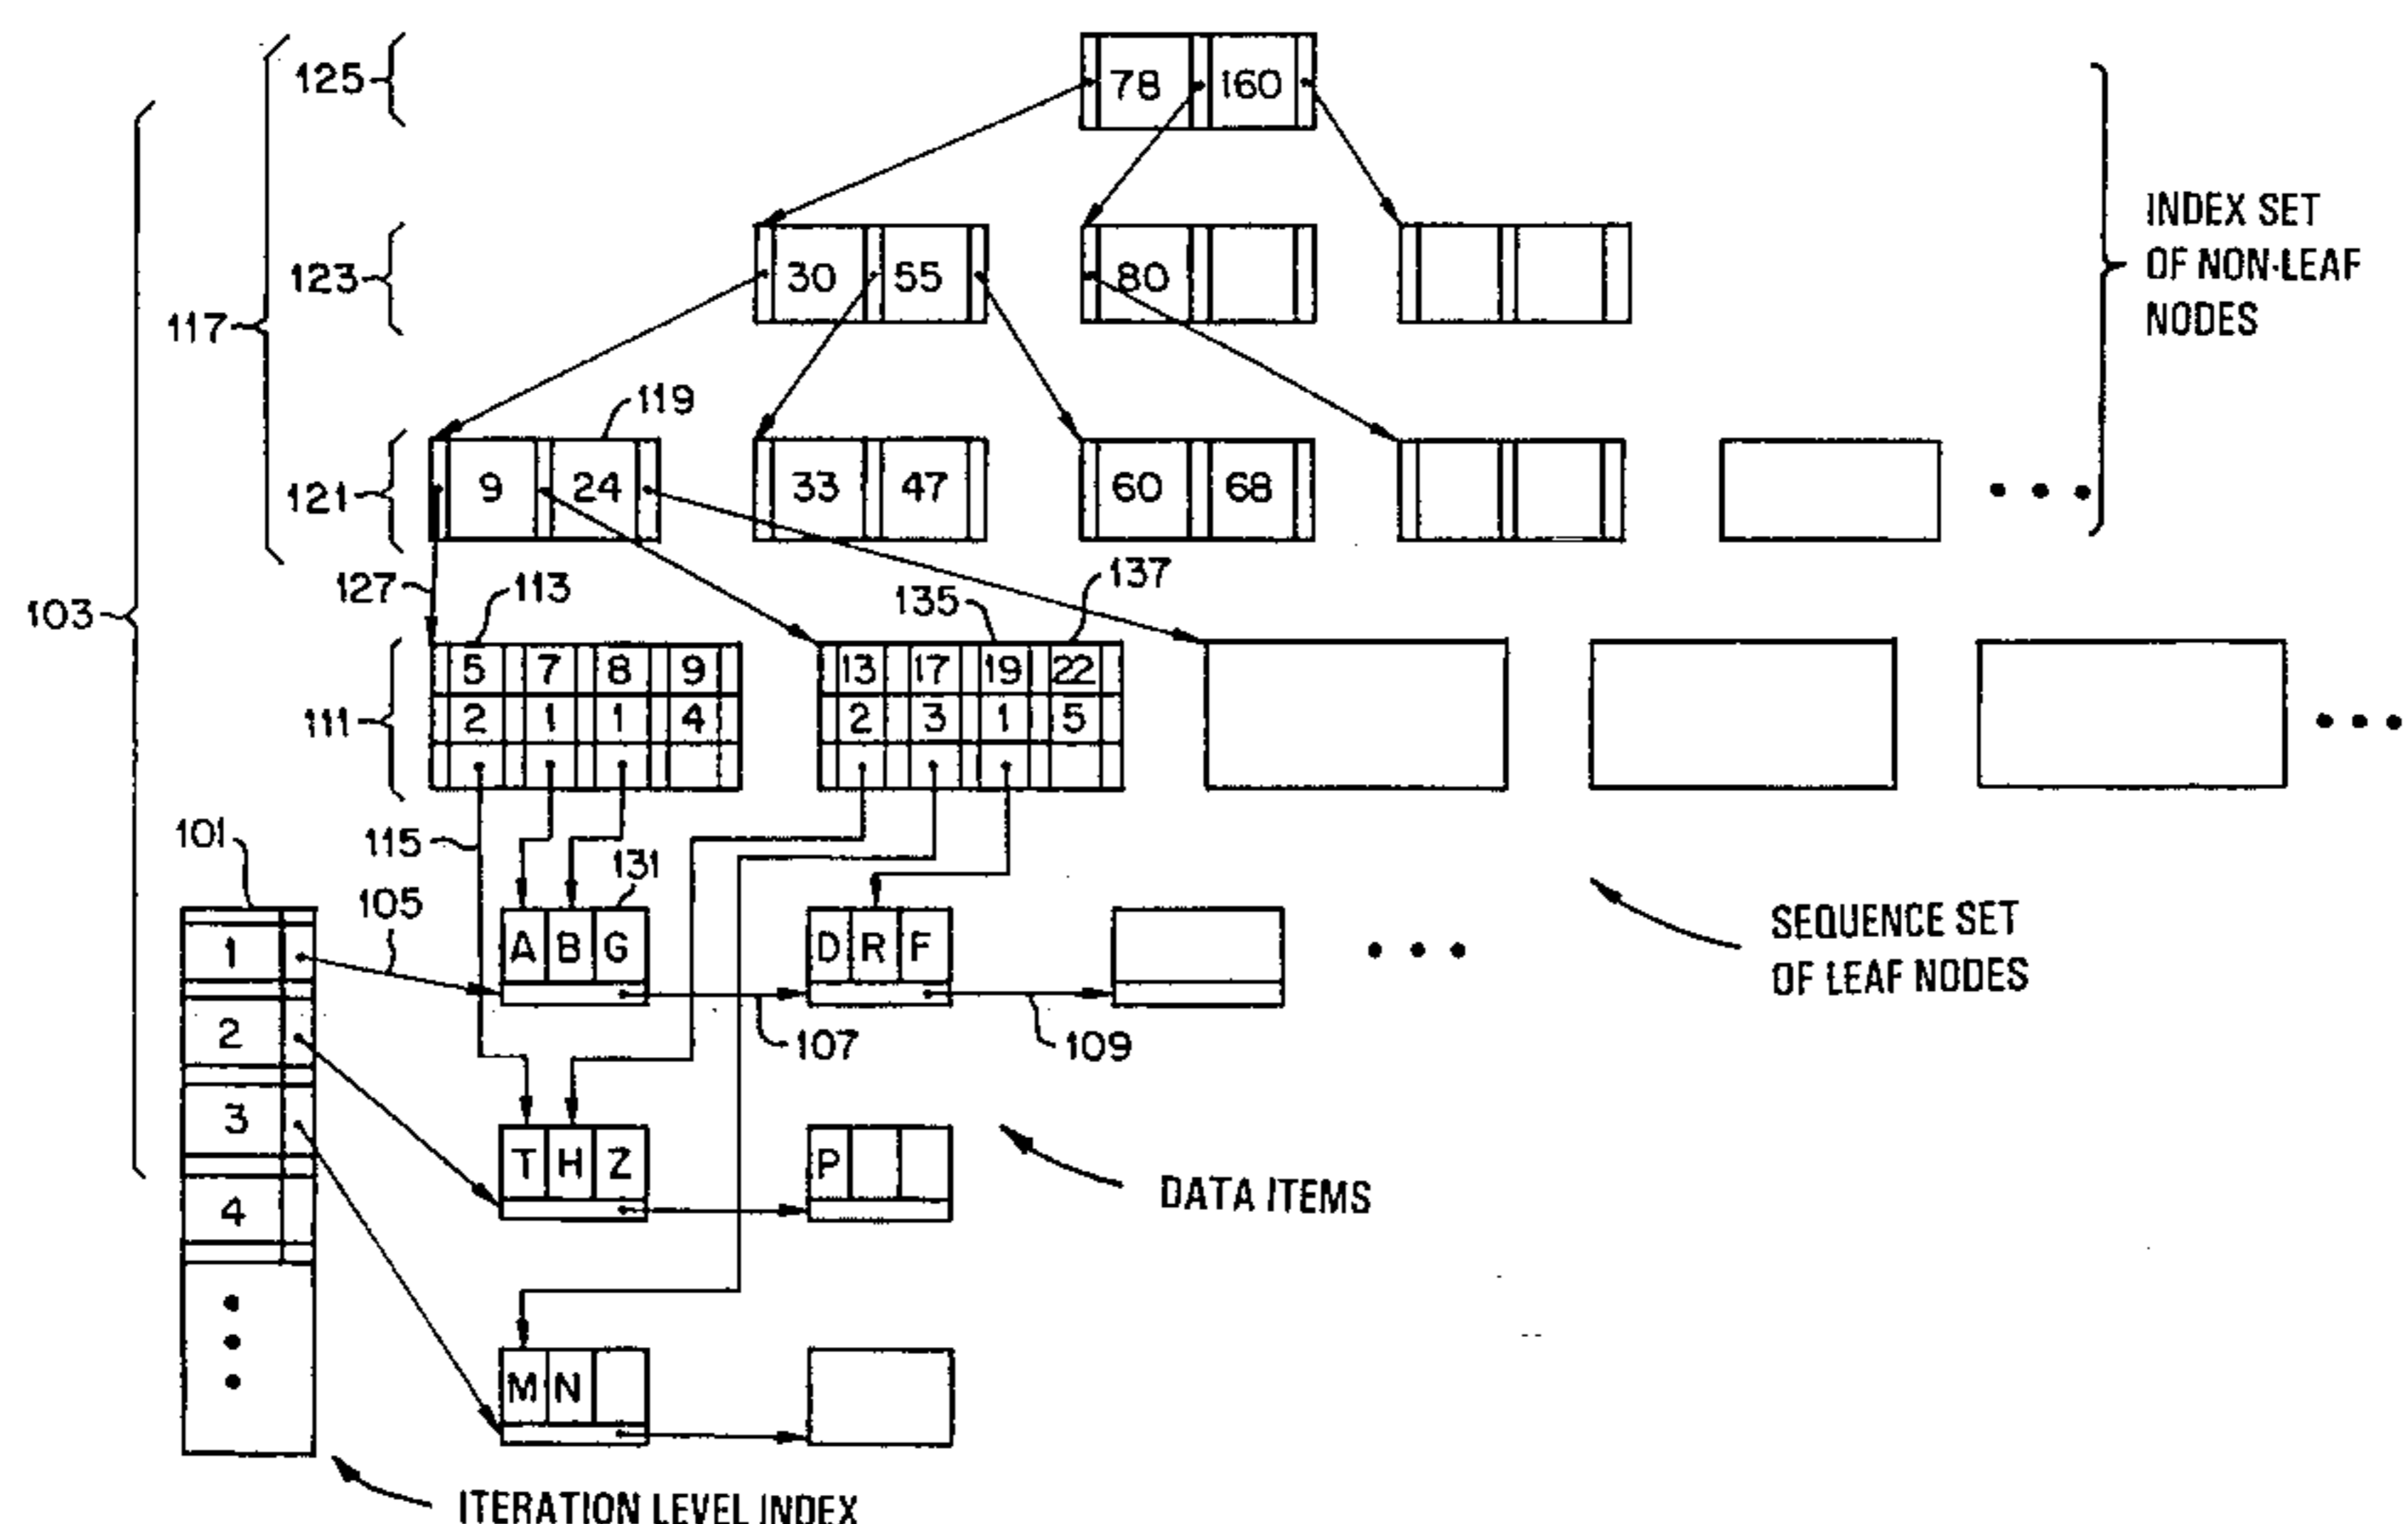 125
78 160
INDEX SET
OF NON-LEAF
NODES
123
30 55 80
117
119
121
9 24 33 47 60 68
127
113
135
137
103
111
5 7 8 9 13 17 19 22
2 1 1 4 2 3 1 5
101
115
131
105
1
A B G D R F
SEQUENCE SET
OF LEAF NODES
2
107
109
3
T H Z P
DATA ITEMS
4
M N
ITERATION LEVEL INDEX